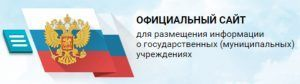 ОФИЦИАЛЬНЫЙ САЙТ
для размещения информации
о государственных (муниципальных)
учреждениях